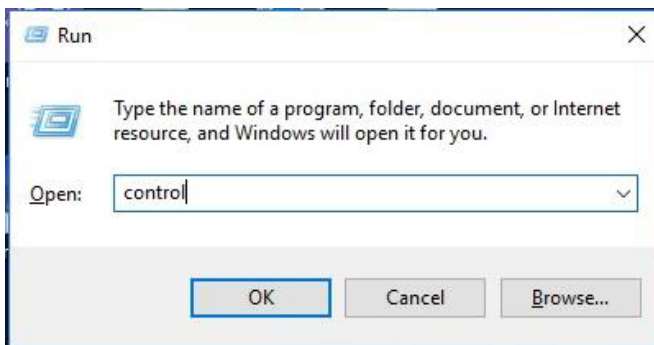 Run
Type the name of a program, folder, document, or Internet
resource, and Windows will open it for you.
Open: control
OK Cancel Browse...